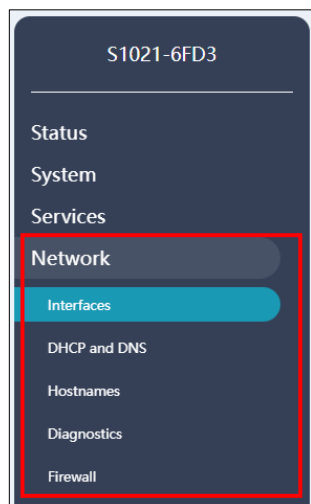 S1021-6FD3
Status
System
Services
Network
Interfaces
DHCP and DNS
Hostnames
Diagnostics
Firewall